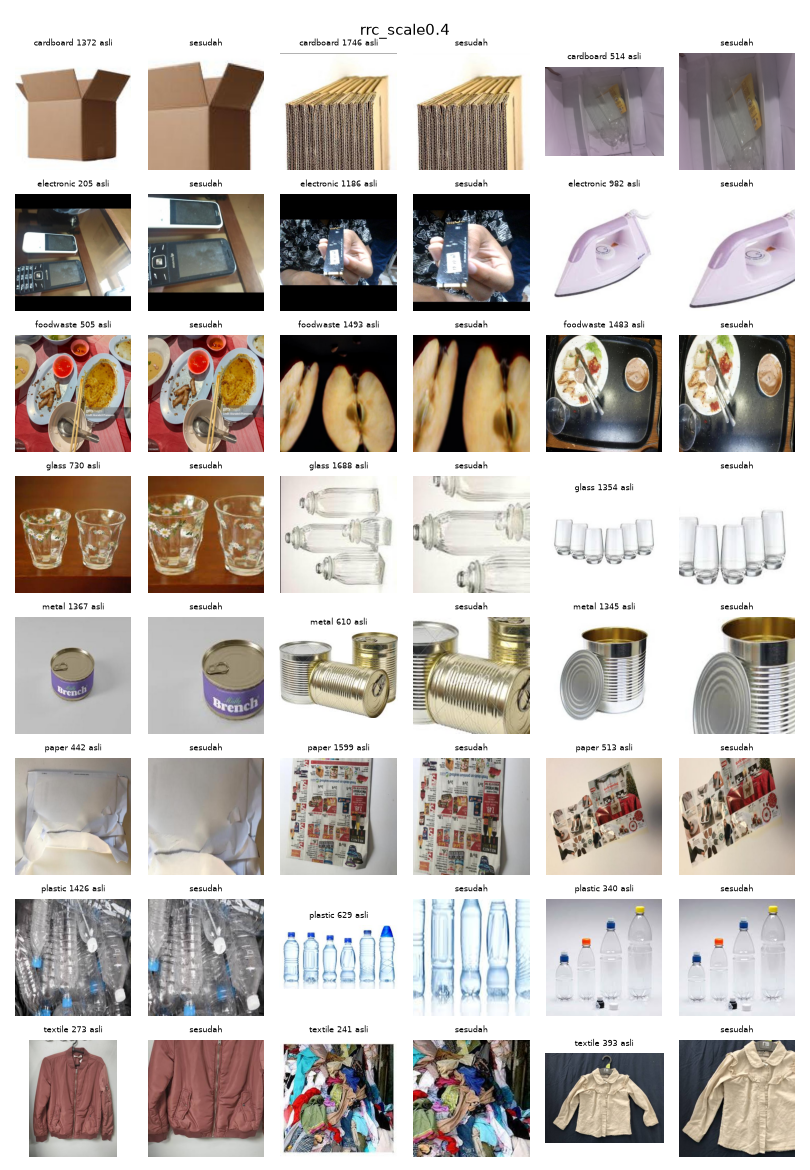 rrc_scale0.4
cardboard 1372 asli
sesudah
cardboard 1746 asli
sesudah
cardboard 514 asli
sesudah
electronic 205 asli
sesudah
electronic 1186 asli
sesudah
electronic 982 asli
sesudah
foodwaste 505 asli
sesudah
foodwaste 1493 asli
sesudah
foodwaste 1483 asli
sesudah
glass 730 asli
sesudah
glass 1688 asli
sesudah
glass 1354 asli
sesudah
metal 1367 asli
sesudah
metal 610 asli
sesudah
metal 1345 asli
sesudah
Brench
Brench
paper 442 asli
sesudah
paper 1599 asli
sesudah
paper 513 asli
sesudah
plastic 1426 asli
sesudah
plastic 629 asli
sesudah
plastic 340 asli
sesudah
textile 273 asli
sesudah
textile 241 asli
sesudah
textile 393 asli
sesudah